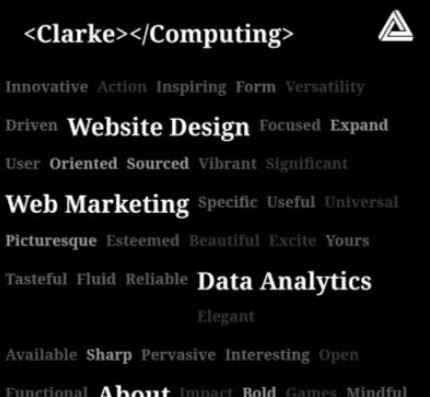 <Clarke></Computing>
Innovative Action Inspiring Form Versatility
Driven Website Design Focused Expand
User Oriented Sourced Vibrant Significant
Web Marketing Specific Useful Universal
Picturesque Esteemed Beautiful Excite Yours
Tasteful Fluid Reliable Data Analytics
Elegant
Available Sharp Pervasive Interesting Open
Functional About Impact Bold Games Mindful